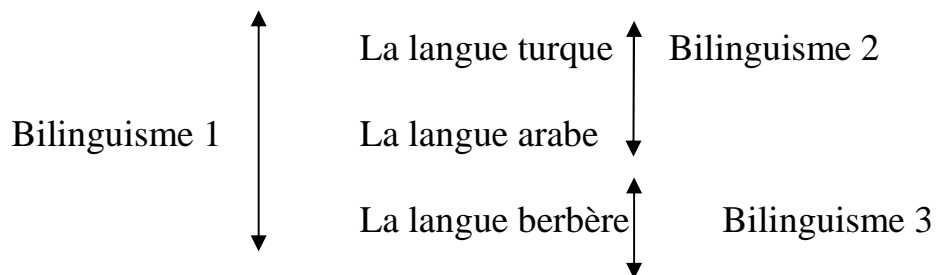 La langue turque Bilinguisme 2
Bilinguisme 1 La langue arabe
La langue berbère Bilinguisme 3